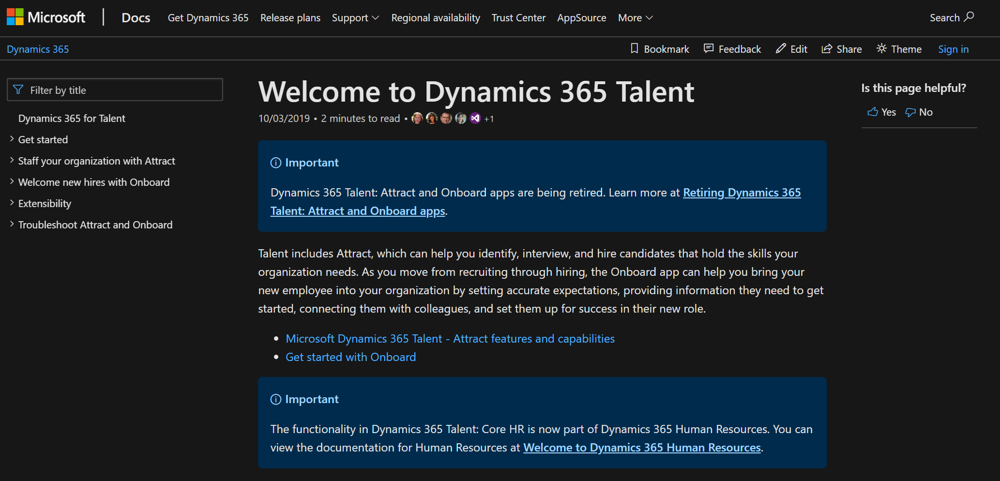 Microsoft
Docs
Get Dynamics 365
Release plans
Support
Regional availability
Trust Center
AppSource
More
Search
Dynamics 365
Bookmark
Feedback
Edit
Share
Theme
Sign in
Filter by title
Dynamics 365 for Talent
Get started
Staff your organization with Attract
Welcome new hires with Onboard
Extensibility
Troubleshoot Attract and Onboard
Welcome to Dynamics 365 Talent
10/03/2019 • 2 minutes to read • +1
Important
Dynamics 365 Talent: Attract and Onboard apps are being retired. Learn more at Retiring Dynamics 365
Talent: Attract and Onboard apps.
Talent includes Attract, which can help you identify, interview, and hire candidates that hold the skills your
organization needs. As you move from recruiting through hiring, the Onboard app can help you bring your
new employee into your organization by setting accurate expectations, providing information they need to get
started, connecting them with colleagues, and set them up for success in their new role.
• Microsoft Dynamics 365 Talent - Attract features and capabilities
• Get started with Onboard
Important
The functionality in Dynamics 365 Talent: Core HR is now part of Dynamics 365 Human Resources. You can
view the documentation for Human Resources at Welcome to Dynamics 365 Human Resources.
Is this page helpful?
Yes
No